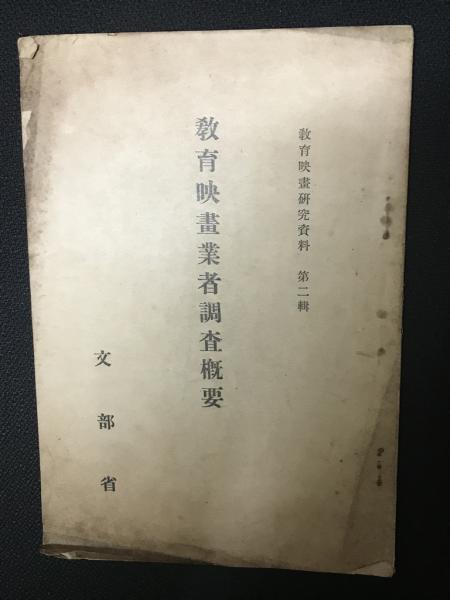 教育映畫研究資料 第二輯
教育映畫業者調査概要
文部省